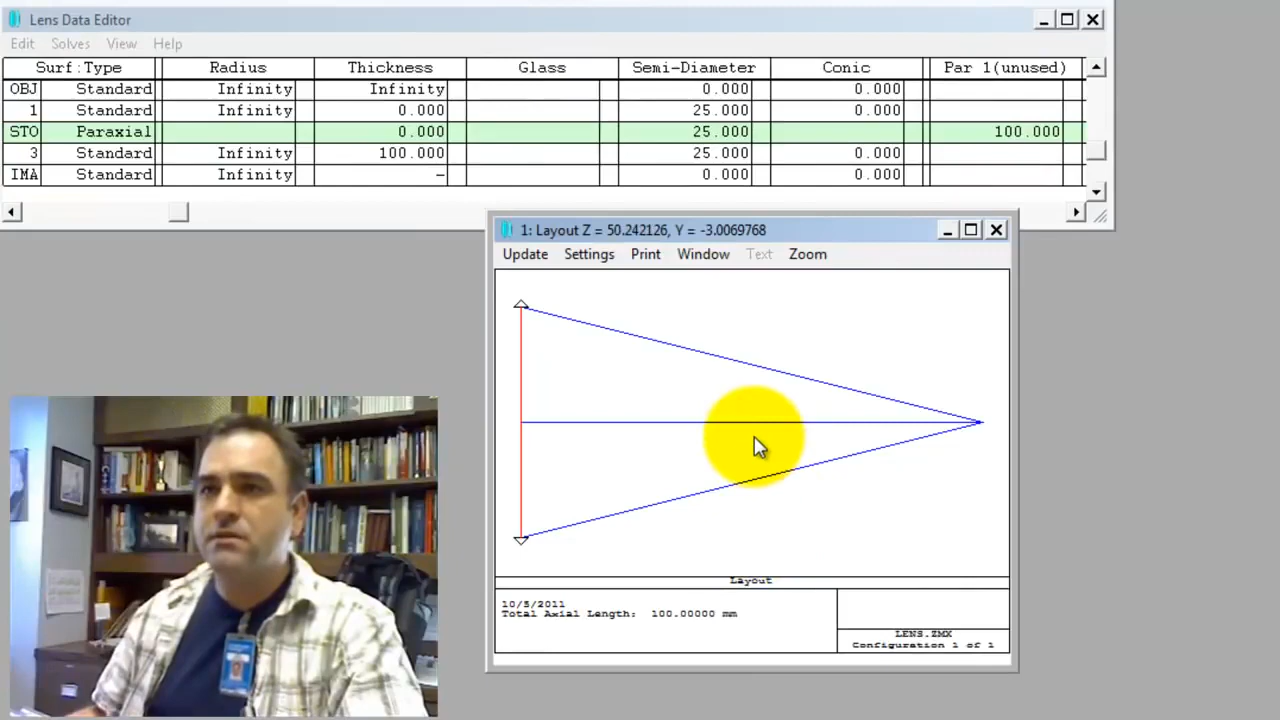 Lens Data Editor
Edit Solves View Help
Surf:Type Radius Thickness Glass Semi-Diameter Conic Par 1(unused)
OBJ Standard Infinity Infinity 0.000 0.000
1 Standard Infinity 0.000 25.000 0.000
STO Paraxial 0.000 25.000 100.000
3 Standard Infinity 100.000 25.000 0.000
IMA Standard Infinity - 0.000 0.000
1: Layout Z = 50.242126, Y = -3.0069768
Update Settings Print Window Text Zoom
Layout
10/5/2011
Total Axial Length: 100.00000 mm
LENS.ZMX
Configuration 1 of 1